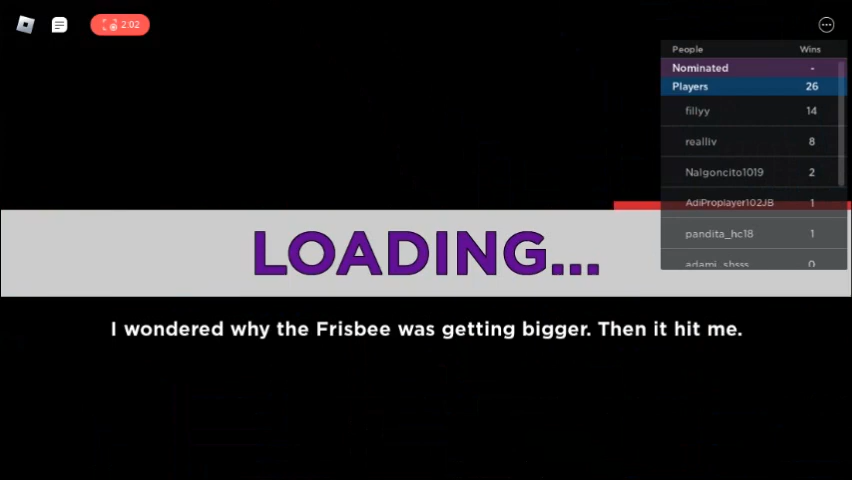 2:02
People Wins
Nominated -
Players 26
fillyy 14
realliv 8
Nalgoncito1019 2
AdiProplayer102JB 1
pandita_hc18 1
adami_shsss 0
LOADING...
I wondered why the Frisbee was getting bigger. Then it hit me.